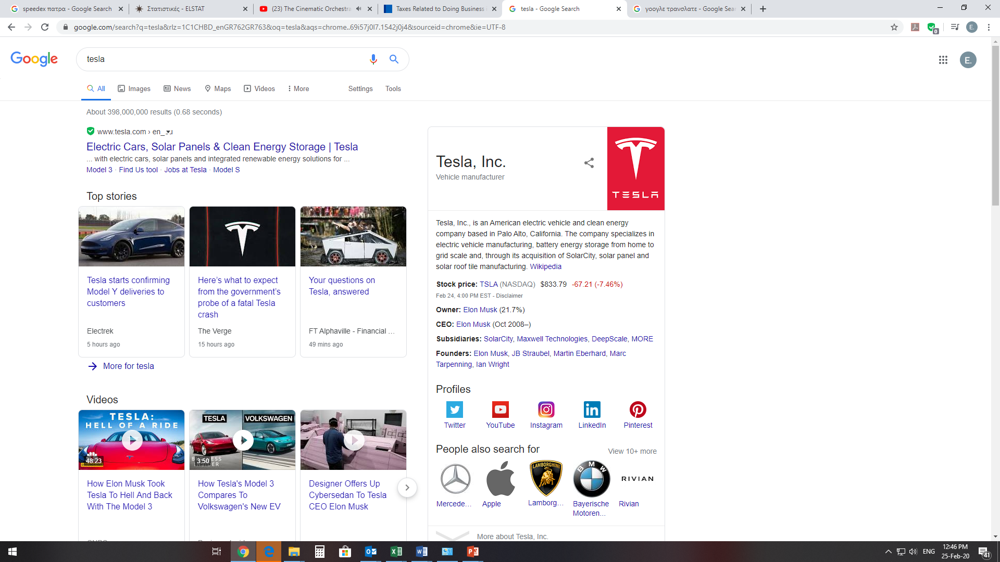 speedex πατρα - Google Search
Στατιστικές - ELSTAT
(23) The Cinematic Orchestra
Taxes Related to Doing Business
tesla - Google Search
γοογλε τρανσλατε - Google Sea
google.com/search?q=tesla&rlz=1C1CHBD_enGR762GR763&oq=tesla&aqs=chrome..69i57j0l7.1542j0j4&sourceid=chrome&ie=UTF-8
0
E.
Google
tesla
E.
All
Images
News
Maps
Videos
More
Settings
Tools
About 398,000,000 results (0.68 seconds)
www.tesla.com › en_
Electric Cars, Solar Panels & Clean Energy Storage | Tesla
... with electric cars, solar panels and integrated renewable energy solutions for ...
Model 3 · Find Us tool · Jobs at Tesla · Model S
Top stories
Tesla starts confirming
Model Y deliveries to
customers
Electrek
5 hours ago
Here's what to expect
from the government's
probe of a fatal Tesla
crash
The Verge
15 hours ago
Your questions on
Tesla, answered
FT Alphaville - Financial ...
49 mins ago
More for tesla
Videos
TESLA:
HELL OF A RIDE
48:23
How Elon Musk Took
Tesla To Hell And Back
With The Model 3
TESLA
VOLKSWAGEN
3:50
How Tesla's Model 3
Compares To
Volkswagen's New EV
Designer Offers Up
Cybersedan To Tesla
CEO Elon Musk
Tesla, Inc.
Vehicle manufacturer
TESLA
Tesla, Inc., is an American electric vehicle and clean energy
company based in Palo Alto, California. The company specializes in
electric vehicle manufacturing, battery energy storage from home to
grid scale and, through its acquisition of SolarCity, solar panel and
solar roof tile manufacturing. Wikipedia
Stock price: TSLA (NASDAQ) $833.79 -67.21 (-7.46%)
Feb 24, 4:00 PM EST - Disclaimer
Owner: Elon Musk (21.7%)
CEO: Elon Musk (Oct 2008–)
Subsidiaries: SolarCity, Maxwell Technologies, DeepScale, MORE
Founders: Elon Musk, JB Straubel, Martin Eberhard, Marc
Tarpenning, Ian Wright
Profiles
Twitter
YouTube
Instagram
LinkedIn
Pinterest
People also search for
View 10+ more
LAMBORGHINI
BMW
RIVIAN
Mercede...
Apple
Lamborg...
Bayerische
Motoren...
Rivian
More about Tesla, Inc.
ENG
12:46 PM
25-Feb-20
41